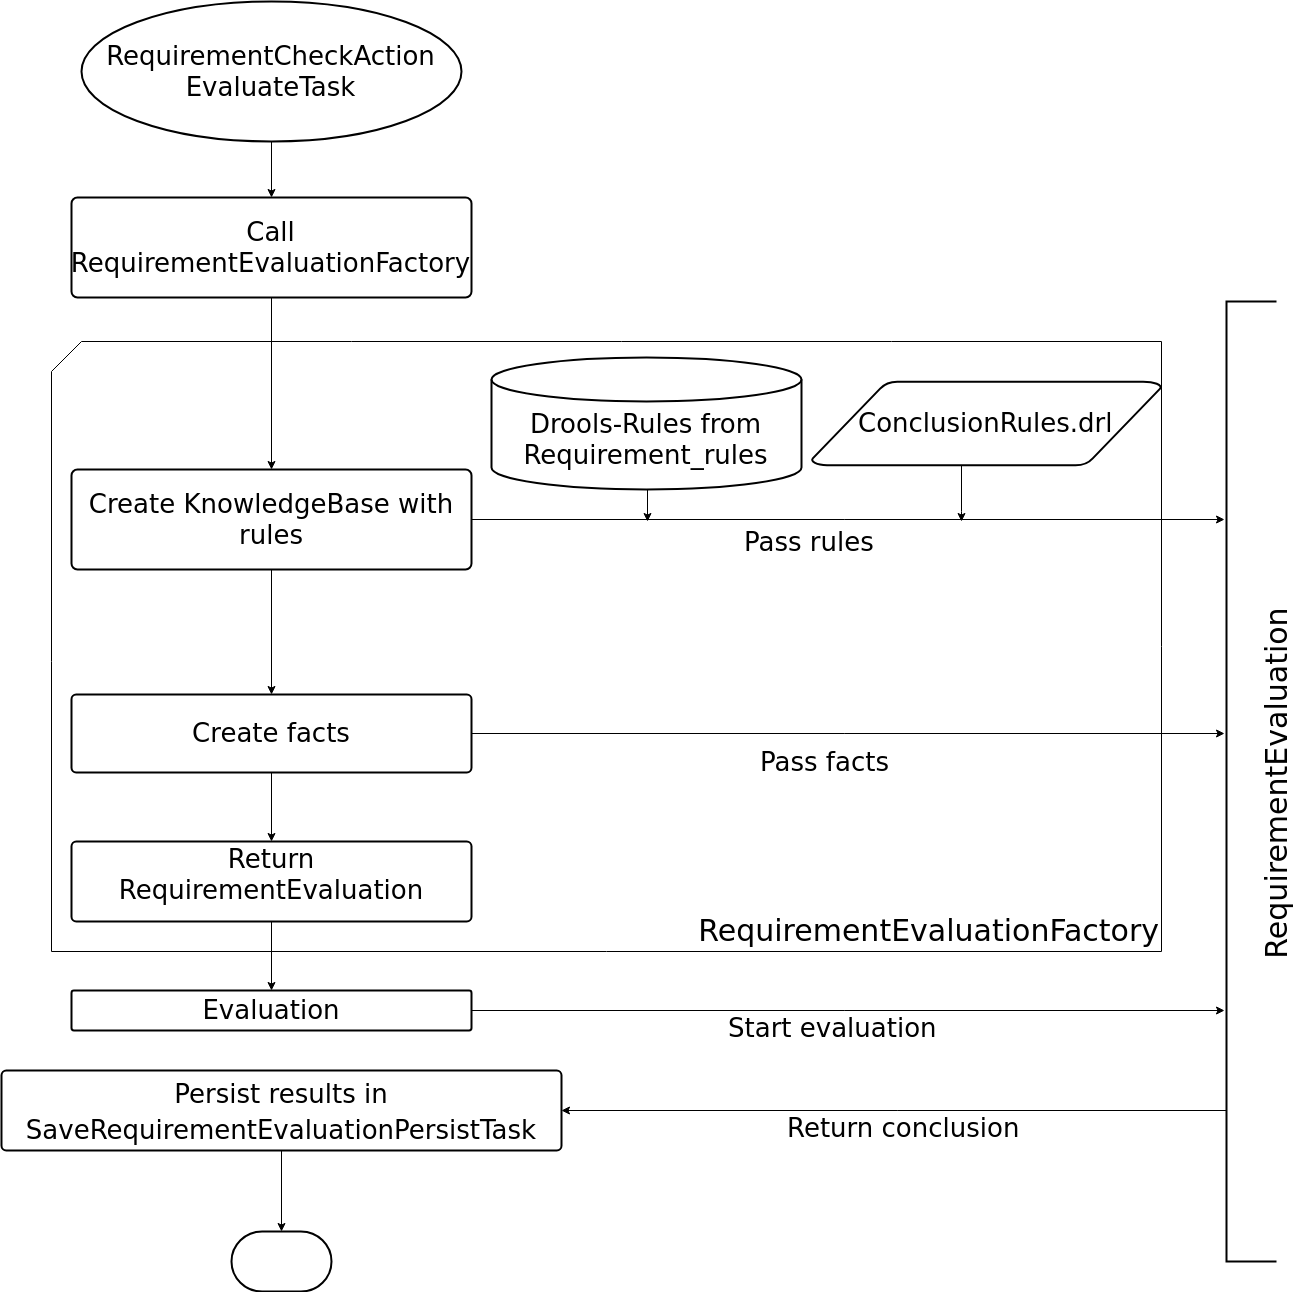 RequirementCheckAction
EvaluateTask
Call
RequirementEvaluationFactory
Drools-Rules from
Requirement_rules
ConclusionRules.drl
Create KnowledgeBase with
rules
Pass rules
Create facts
Pass facts
Return
RequirementEvaluation
RequirementEvaluationFactory
RequirementEvaluation
Evaluation
Start evaluation
Persist results in
SaveRequirementEvaluationPersistTask
Return conclusion